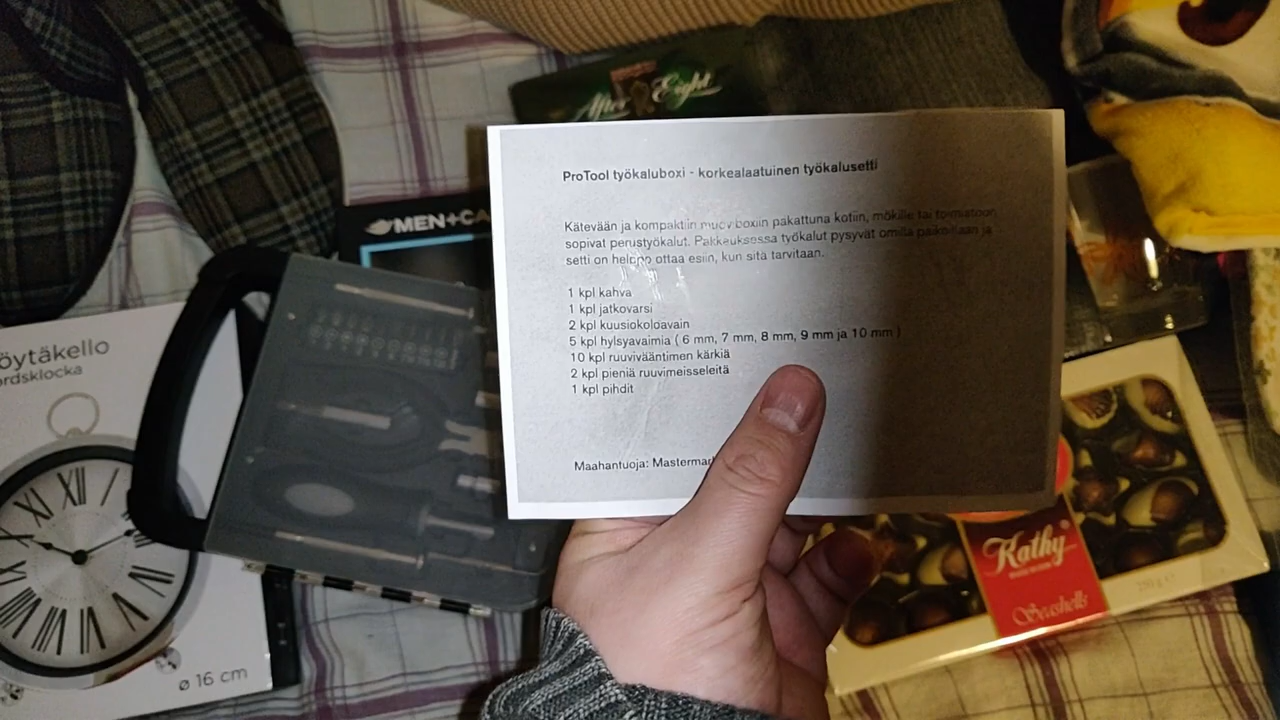 After Eight
MEN+CA
ProTool työkaluboxi - korkealaatuinen työkalusetti
Kätevään ja kompaktiin muoviboxiin pakattuna kotiin, mökille tai toimistoon
sopivat perustyökalut. Pakkauksessa työkalut pysyvät omilla paikoillaan ja
setti on helppo ottaa esiin, kun sitä tarvitaan.
1 kpl kahva
1 kpl jatkovarsi
2 kpl kuusiokoloavain
5 kpl hylsyavaimia ( 6 mm, 7 mm, 8 mm, 9 mm ja 10 mm )
10 kpl ruuvivääntimen kärkiä
2 kpl pieniä ruuvimeisseleitä
1 kpl pihdit
Maahantuoja: Mastermar
öytäkello
ordsklocka
XII
ø 16 cm
Kathy
Seashells